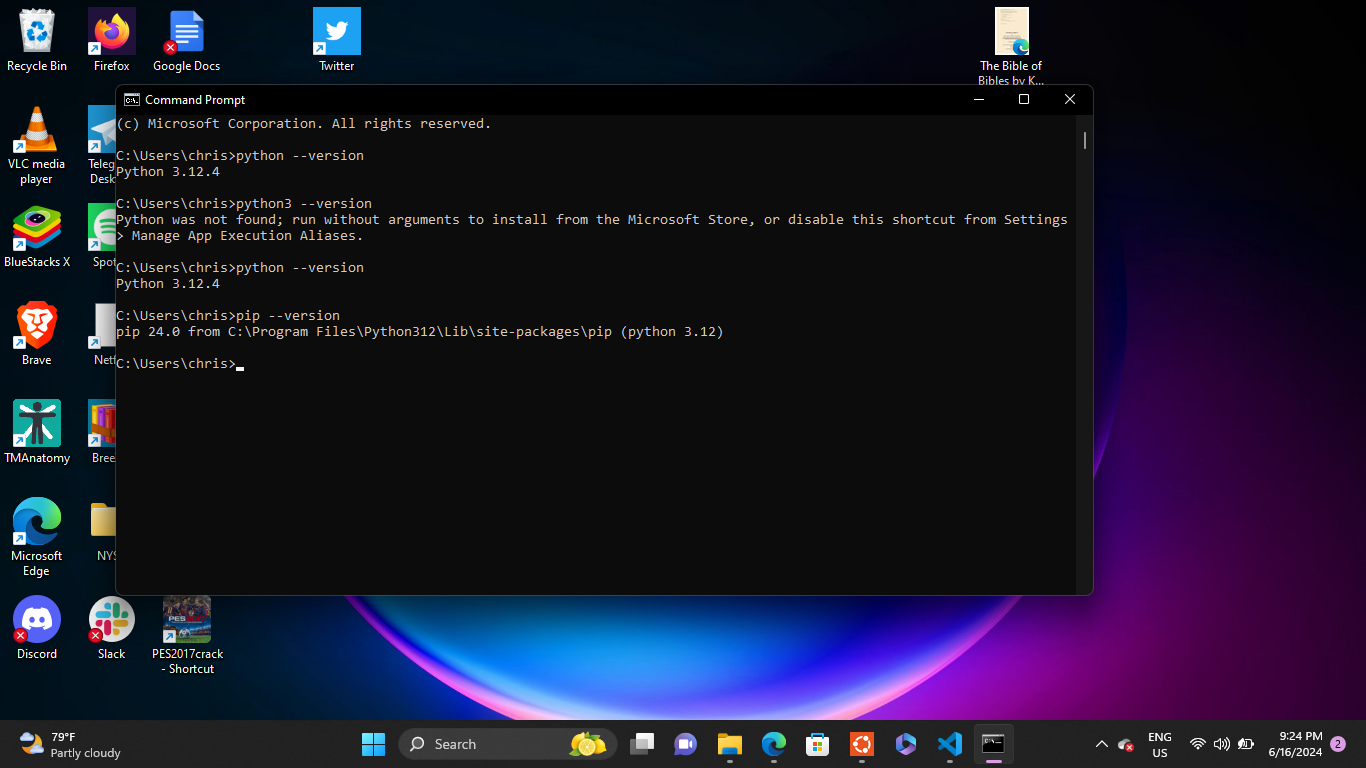 Recycle Bin
Firefox
Google Docs
Twitter
The Bible of
Bibles by K...
Command Prompt
(c) Microsoft Corporation. All rights reserved.
C:\Users\chris>python --version
Python 3.12.4
C:\Users\chris>python3 --version
Python was not found; run without arguments to install from the Microsoft Store, or disable this shortcut from Settings
> Manage App Execution Aliases.
C:\Users\chris>python --version
Python 3.12.4
C:\Users\chris>pip --version
pip 24.0 from C:\Program Files\Python312\Lib\site-packages\pip (python 3.12)
C:\Users\chris>
VLC media
player
Teleg
Desk
BlueStacks X
Spot
Brave
Netf
TMAnatomy
Bree
Microsoft
Edge
NYS
Discord
Slack
PES2017crack
- Shortcut
79°F
Partly cloudy
Search
ENG
US
9:24 PM
6/16/2024
2